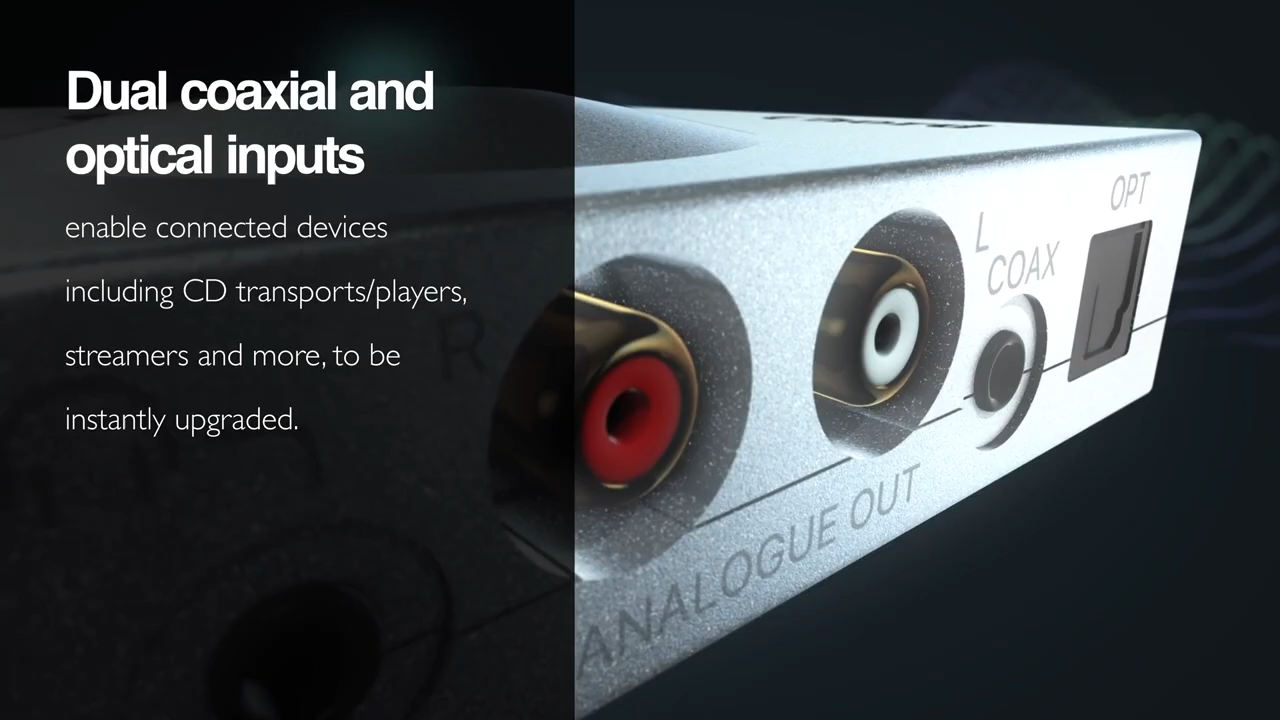 Dual coaxial and
optical inputs
enable connected devices
including CD transports/players,
streamers and more, to be
instantly upgraded.
R
L
COAX
OPT
ANALOGUE OUT